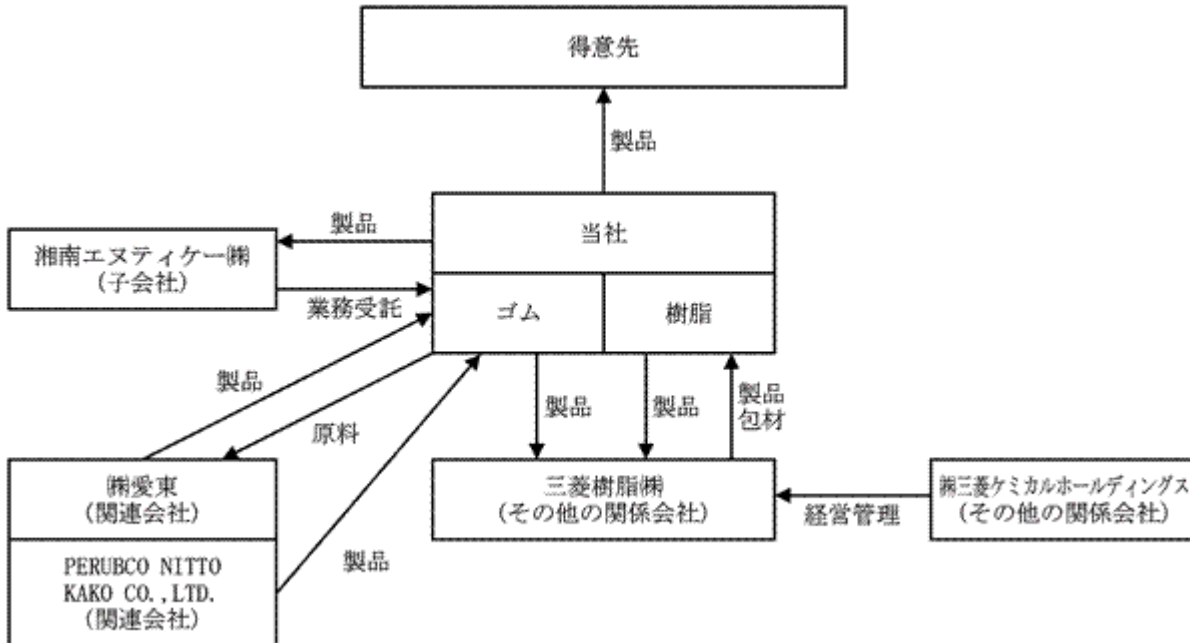 得意先
製品
当社
ゴム
樹脂
製品
湘南エヌティケー㈱
(子会社)
業務受託
製品
原料
製品
製品
製品
製品
包材
㈱愛東
(関連会社)
PERUBCO NITTO
KAKO CO.,LTD.
(関連会社)
三菱樹脂㈱
(その他の関係会社)
経営管理
㈱三菱ケミカルホールディングス
(その他の関係会社)